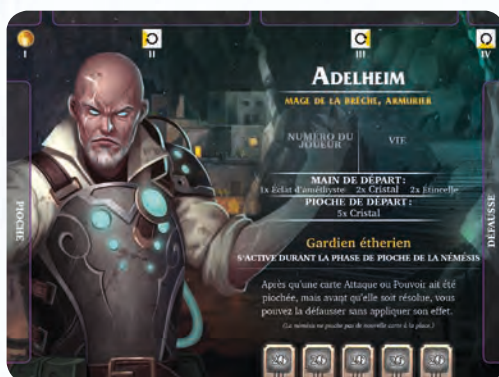 I II III IV
ADELHEIM
MAGE DE LA BRÈCHE, ARMURIER
NUMÉRO DU JOUEUR
VIE
MAIN DE DÉPART :
1x Éclat d'améthyste 2x Cristal 2x Étincelle
PIOCHE DE DÉPART :
5x Cristal
PIOCHE
DÉFAUSSE
Gardien étherien
S'ACTIVE DURANT LA PHASE DE PIOCHE DE LA NÉMÉSIS
Après qu'une carte Attaque ou Pouvoir ait été
piochée, mais avant qu'elle soit résolue, vous
pouvez la défausser sans appliquer son effet.
(La némésis ne pioche pas de nouvelle carte à la place.)